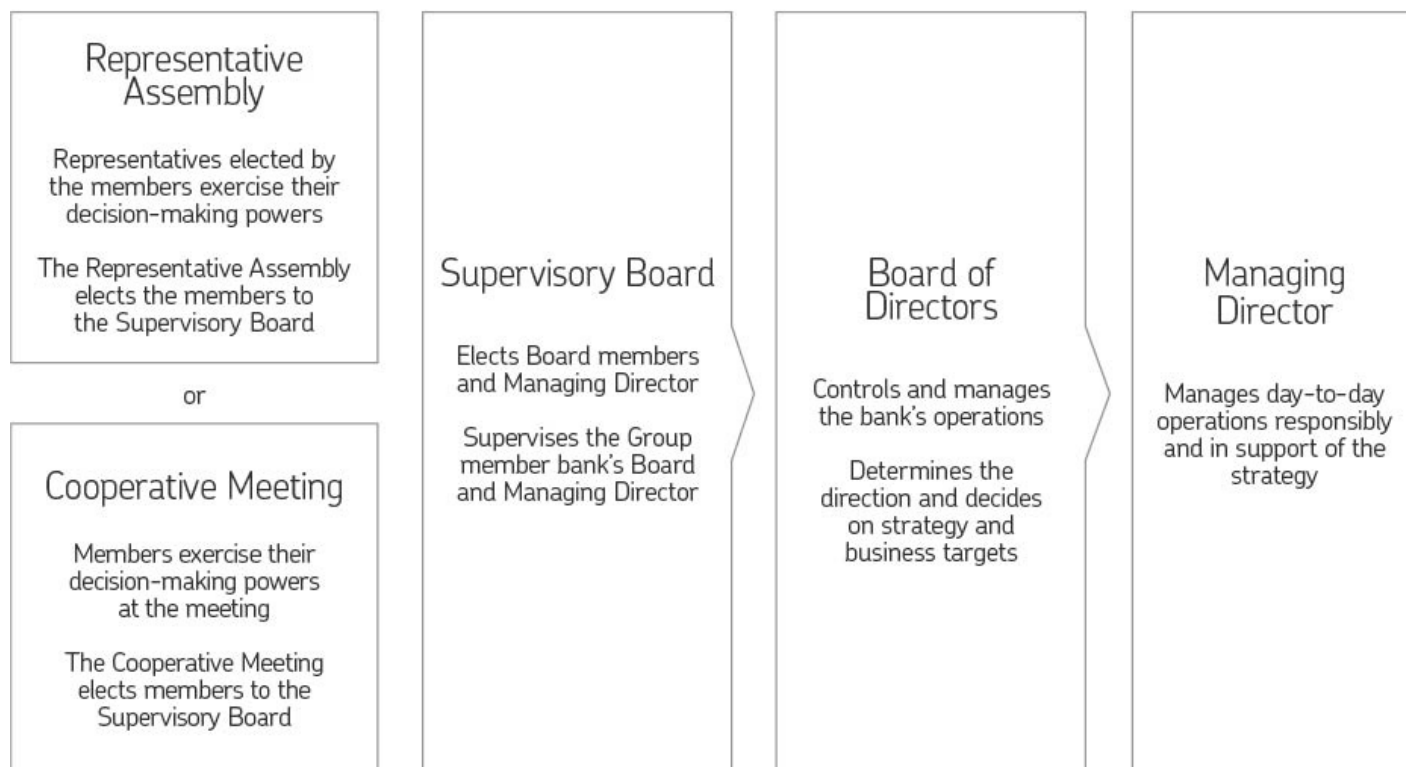 Representative
Assembly
Representatives elected by
the members exercise their
decision-making powers
The Representative Assembly
elects the members to
the Supervisory Board
or
Cooperative Meeting
Members exercise their
decision-making powers
at the meeting
The Cooperative Meeting
elects members to the
Supervisory Board
Supervisory Board
Elects Board members
and Managing Director
Supervises the Group
member bank's Board
and Managing Director
Board of
Directors
Controls and manages
the bank's operations
Determines the
direction and decides
on strategy and
business targets
Managing
Director
Manages day-to-day
operations responsibly
and in support of the
strategy